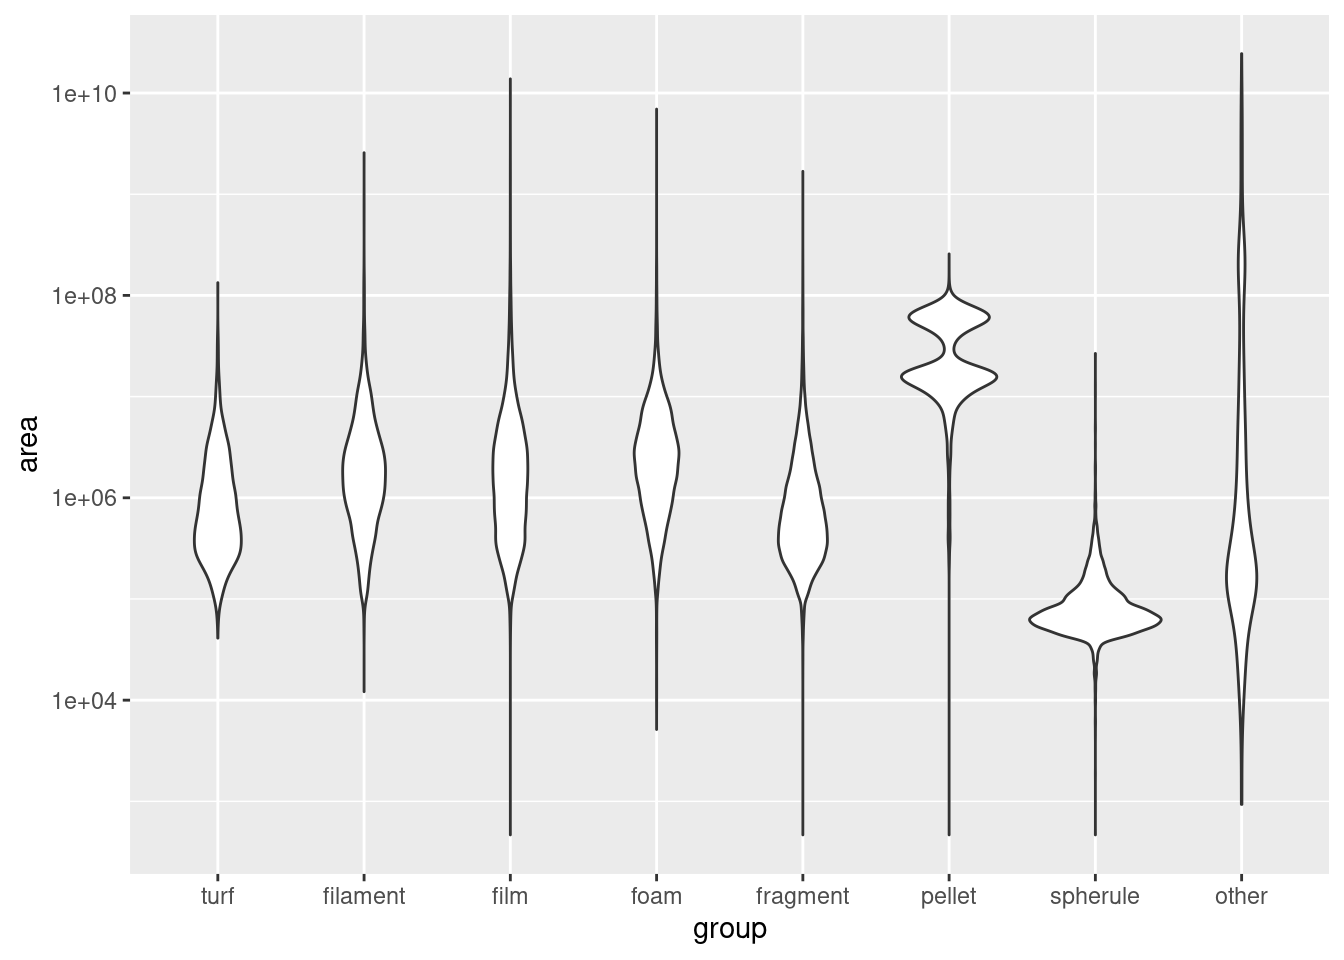 1e+10
1e+08
1e+06
1e+04
area
turf filament film foam fragment pellet spherule other
group